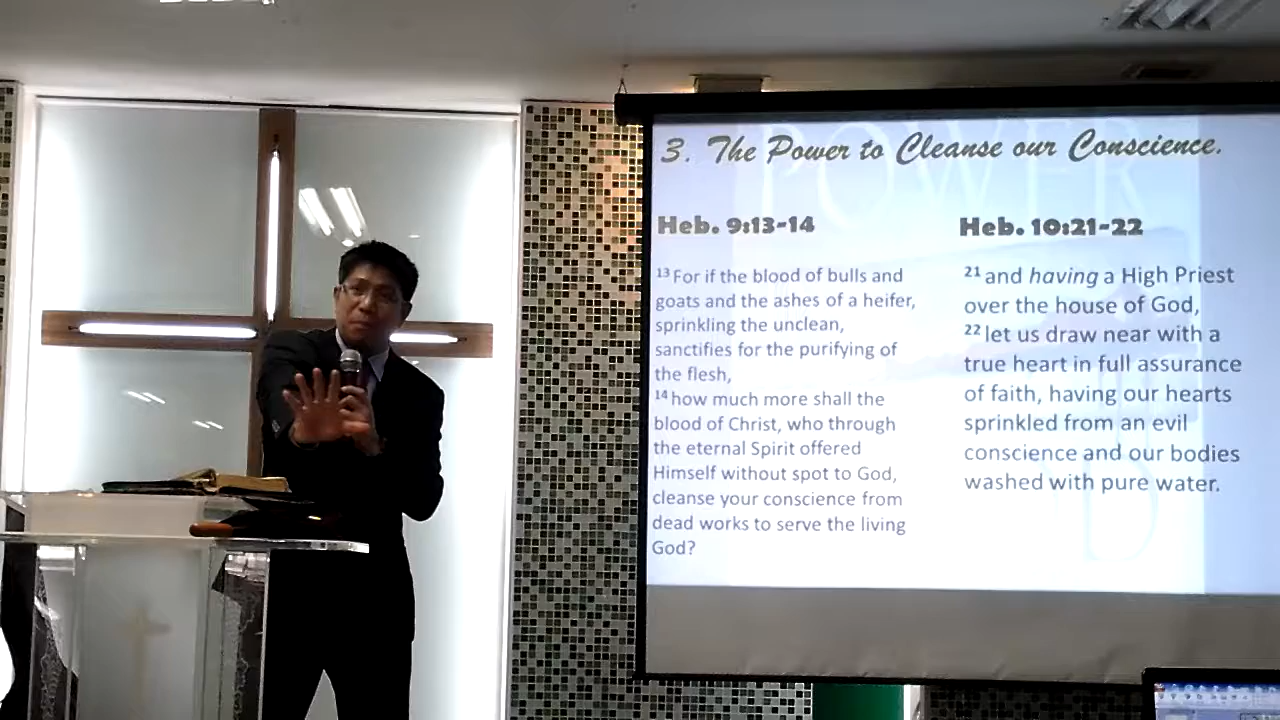 POWER
3. The Power to Cleanse our Conscience.
Heb. 9:13-14
13 For if the blood of bulls and
goats and the ashes of a heifer,
sprinkling the unclean,
sanctifies for the purifying of
the flesh,
14 how much more shall the
blood of Christ, who through
the eternal Spirit offered
Himself without spot to God,
cleanse your conscience from
dead works to serve the living
God?
Heb. 10:21-22
21 and having a High Priest
over the house of God,
22 let us draw near with a
true heart in full assurance
of faith, having our hearts
sprinkled from an evil
conscience and our bodies
washed with pure water.